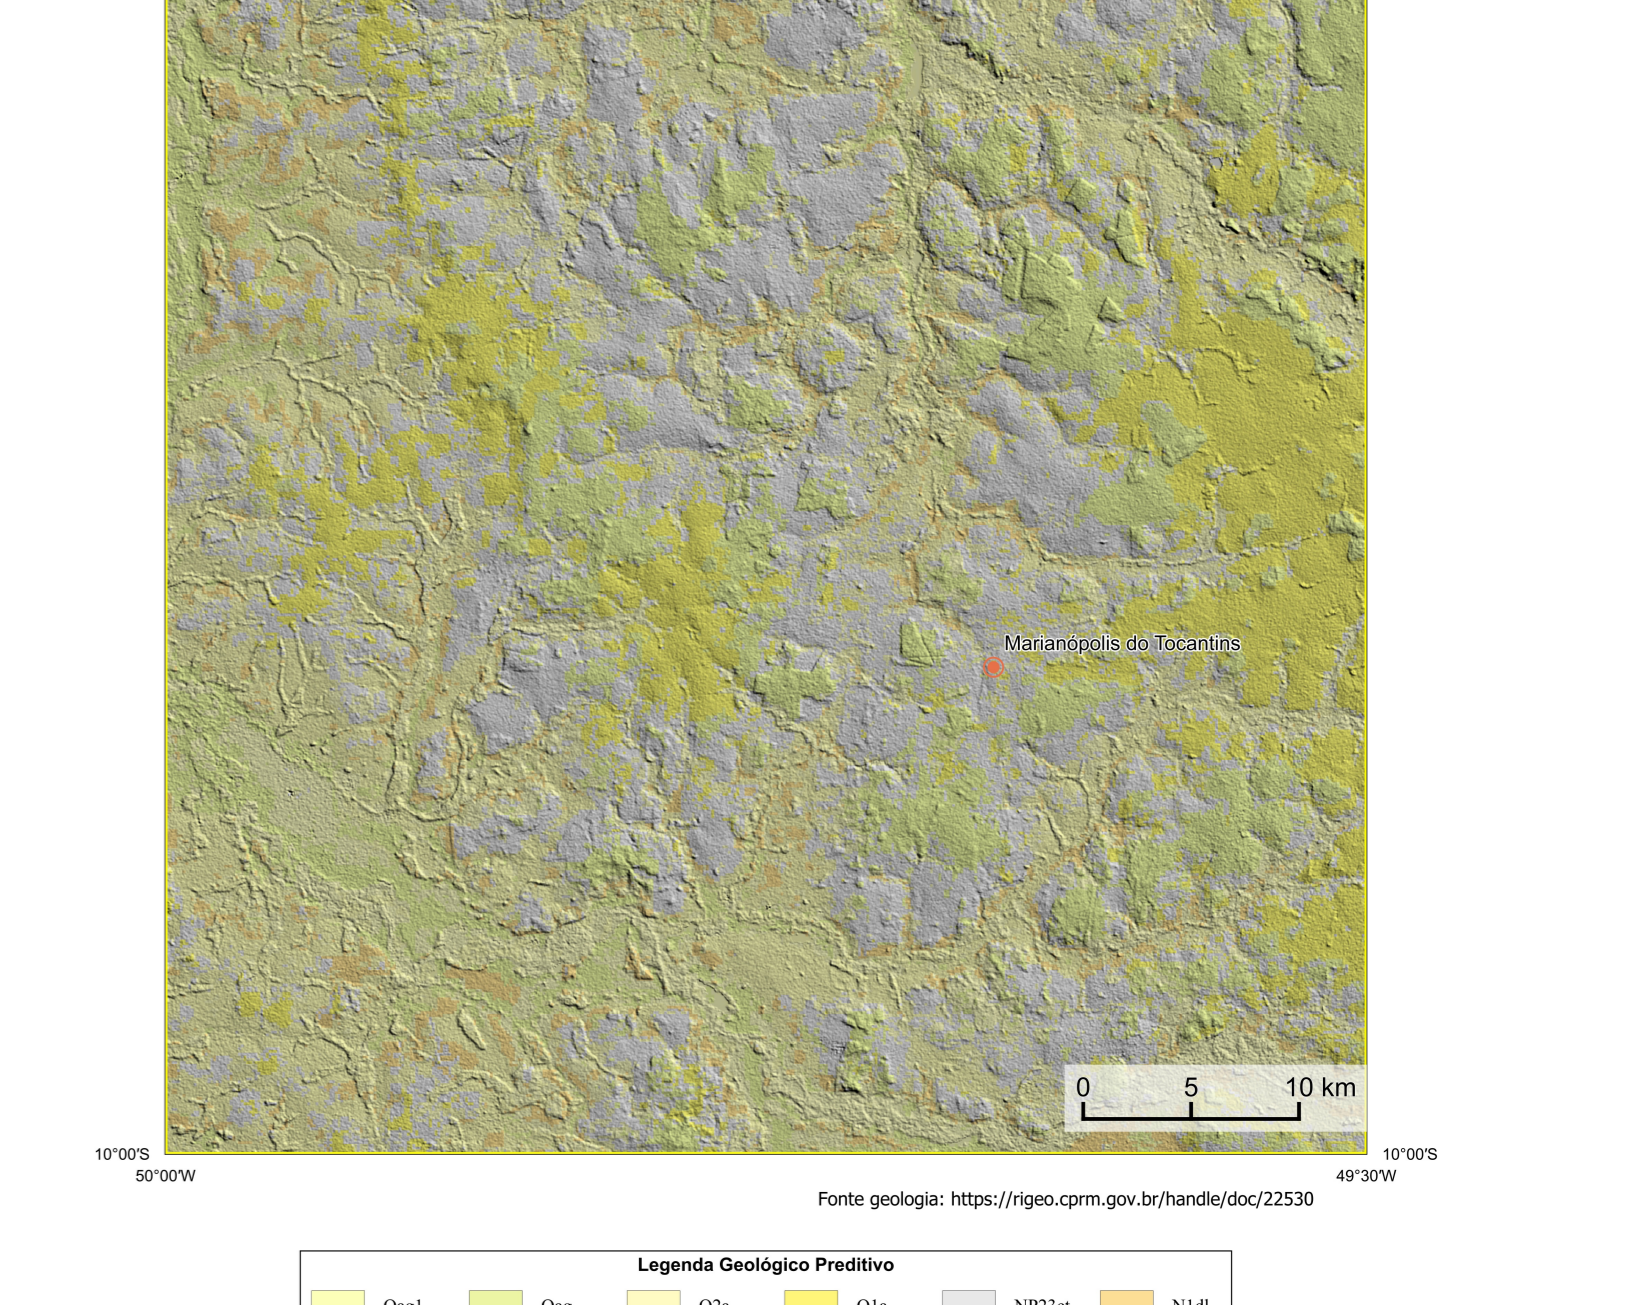 Marianópolis do Tocantins
0 5 10 km
10°00'S 10°00'S
50°00'W 49°30'W
Fonte geologia: https://rigeo.cprm.gov.br/handle/doc/22530
Legenda Geológico Preditivo